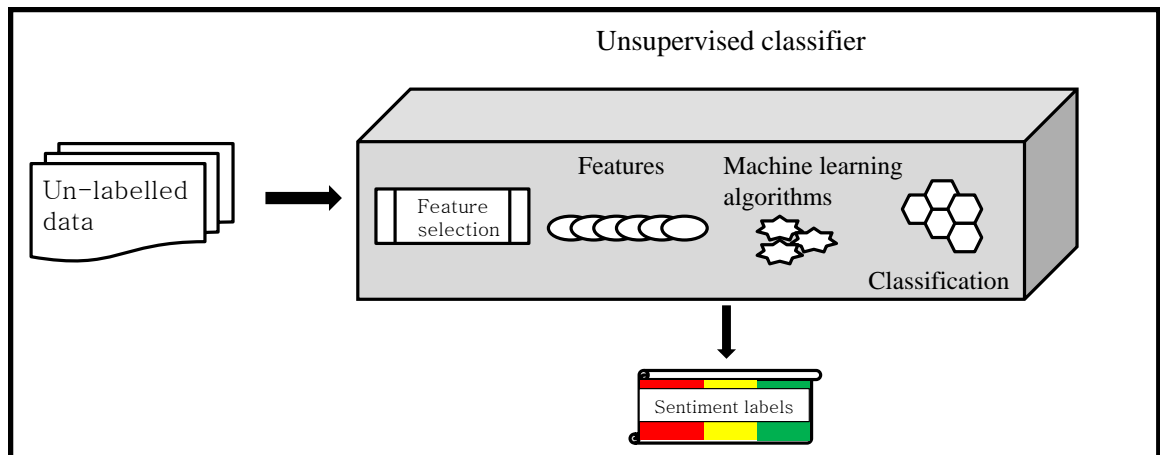 Unsupervised classifier
Un-labelled
data
Feature
selection
Features
Machine learning
algorithms
Classification
Sentiment labels